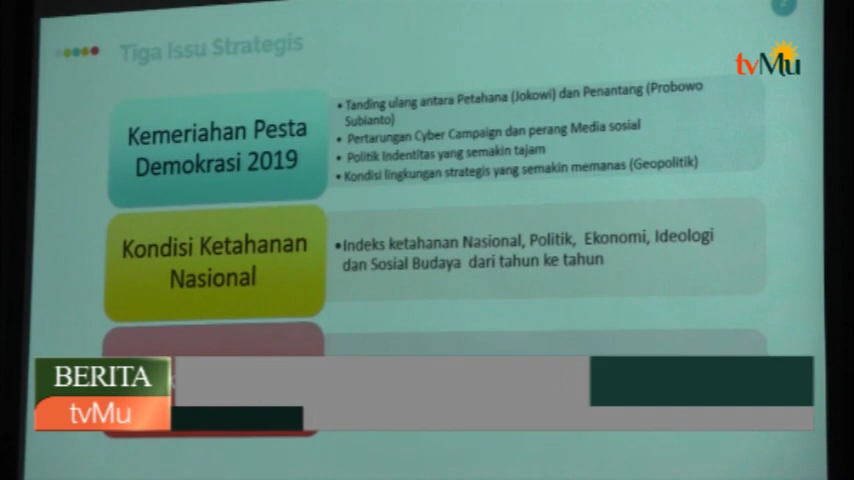 Tiga Issu Strategis
tvMu
Kemeriahan Pesta
Demokrasi 2019
• Tanding ulang antara Petahana (Jokowi) dan Penantang (Probowo
Subianto)
• Pertarungan Cyber Campaign dan perang Media sosial
• Politik Indentitas yang semakin tajam
• Kondisi lingkungan strategis yang semakin memanas (Geopolitik)
Kondisi Ketahanan
Nasional
•Indeks ketahanan Nasional, Politik, Ekonomi, Ideologi
dan Sosial Budaya dari tahun ke tahun
BERITA
tvMu